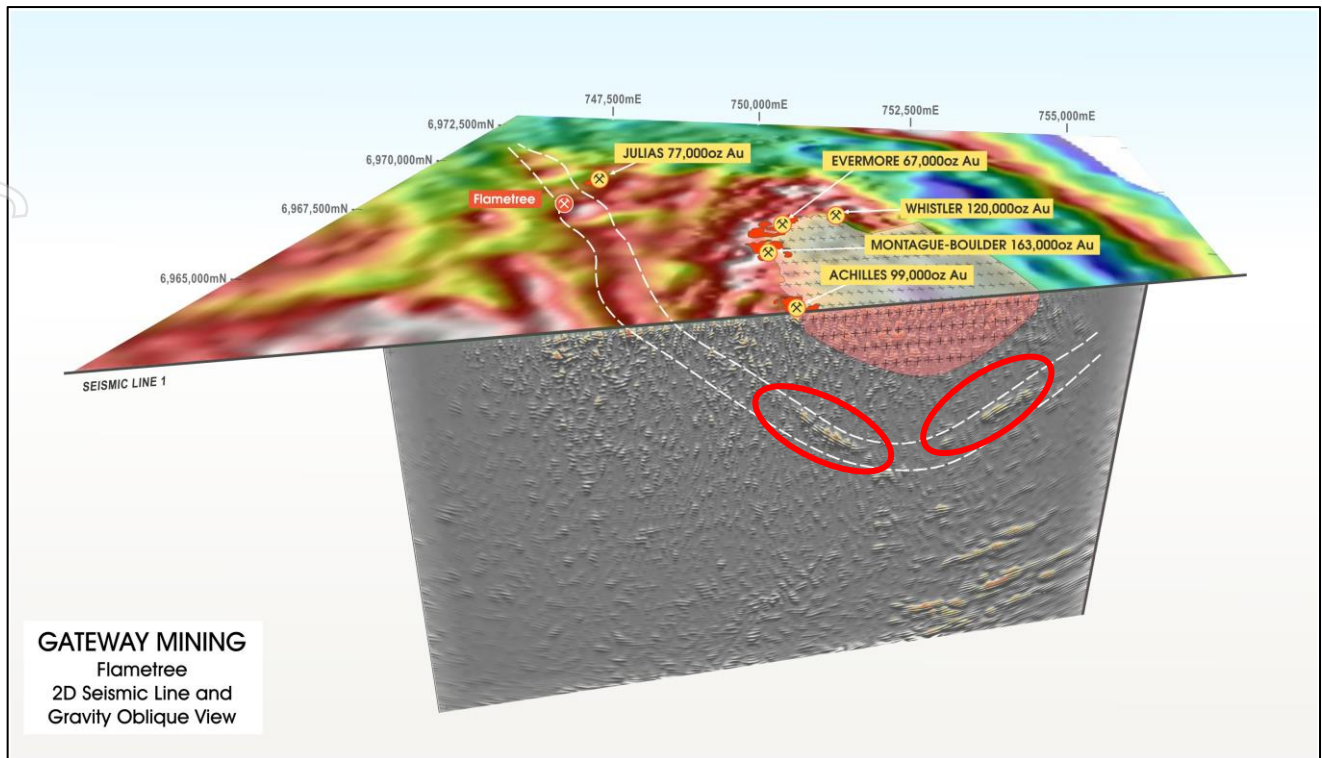 747,500mE
750,000mE
752,500mE
755,000mE
6,972,500mN
6,970,000mN
6,967,500mN
6,965,000mN
JULIAS 77,000oz Au
EVERMORE 67,000oz Au
Flametree
WHISTLER 120,000oz Au
MONTAGUE-BOULDER 163,000oz Au
ACHILLES 99,000oz Au
SEISMIC LINE 1
GATEWAY MINING
Flametree
2D Seismic Line and
Gravity Oblique View